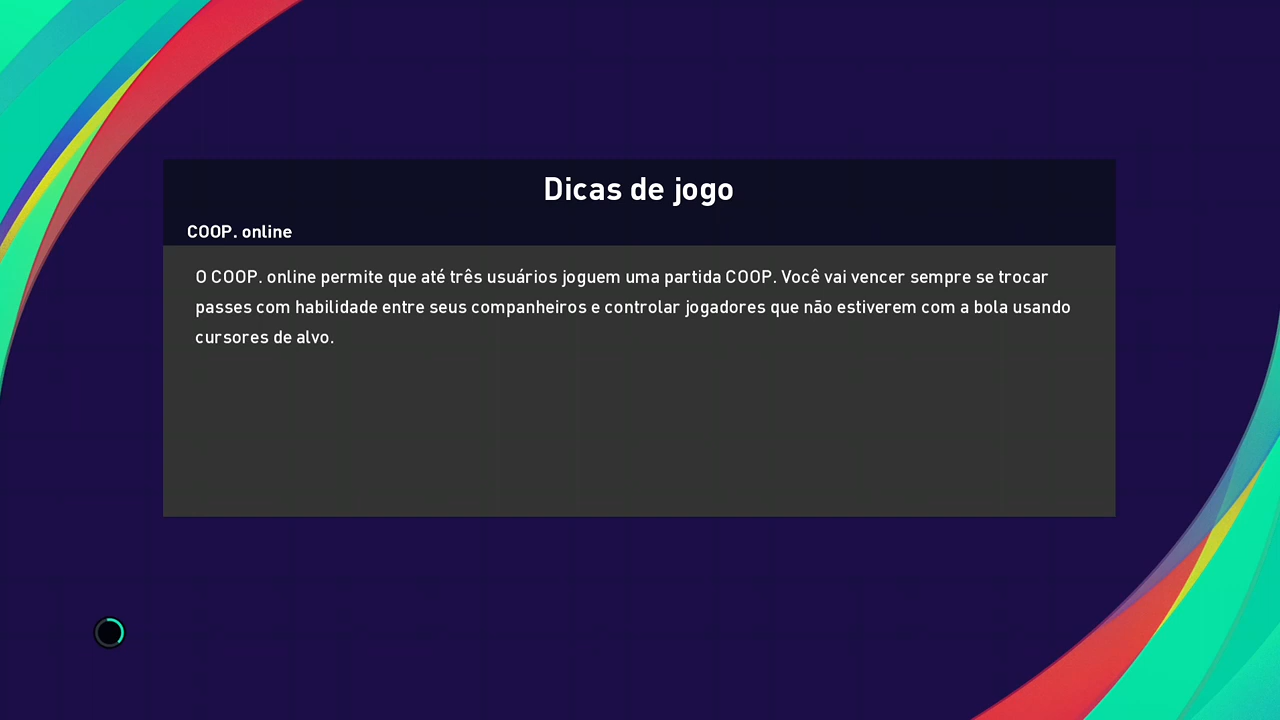 Dicas de jogo
COOP. online
O COOP. online permite que até três usuários joguem uma partida COOP. Você vai vencer sempre se trocar
passes com habilidade entre seus companheiros e controlar jogadores que não estiverem com a bola usando
cursores de alvo.